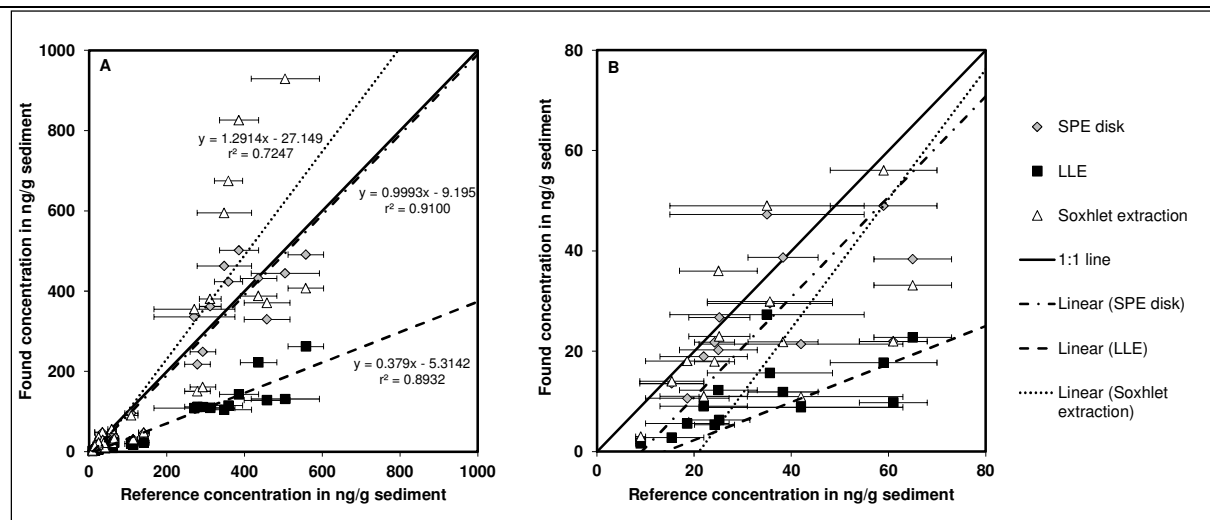 A
Found concentration in ng/g sediment
1000
800
600
400
200
0
y = 1.2914x - 27.149
r² = 0.7247
y = 0.9993x - 9.195
r² = 0.9100
y = 0.379x - 5.3142
r² = 0.8932
0 200 400 600 800 1000
Reference concentration in ng/g sediment
B
Found concentration in ng/g sediment
80
60
40
20
0
0 20 40 60 80
Reference concentration in ng/g sediment
SPE disk
LLE
Soxhlet extraction
1:1 line
Linear (SPE disk)
Linear (LLE)
Linear (Soxhlet
extraction)